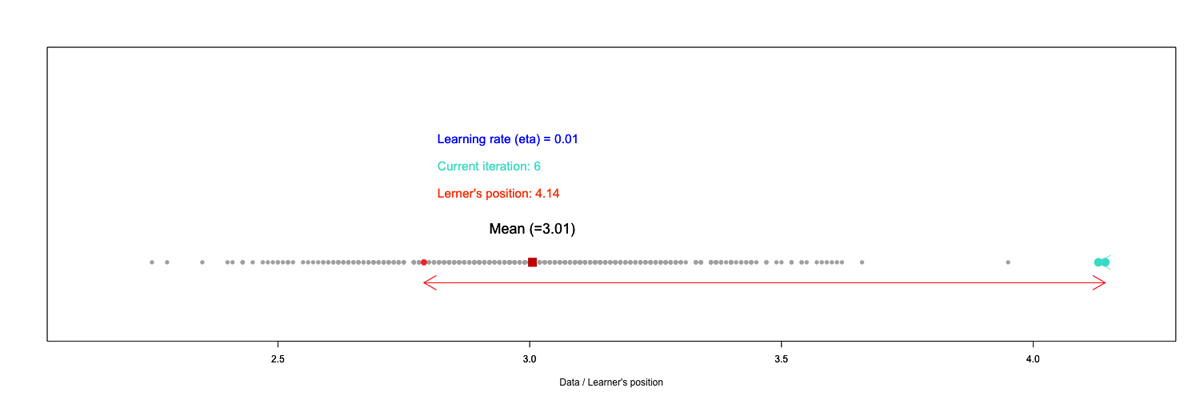 Learning rate (eta) = 0.01
Current iteration: 6
Lerner's position: 4.14
Mean (=3.01)
2.5 3.0 3.5 4.0
Data / Learner's position